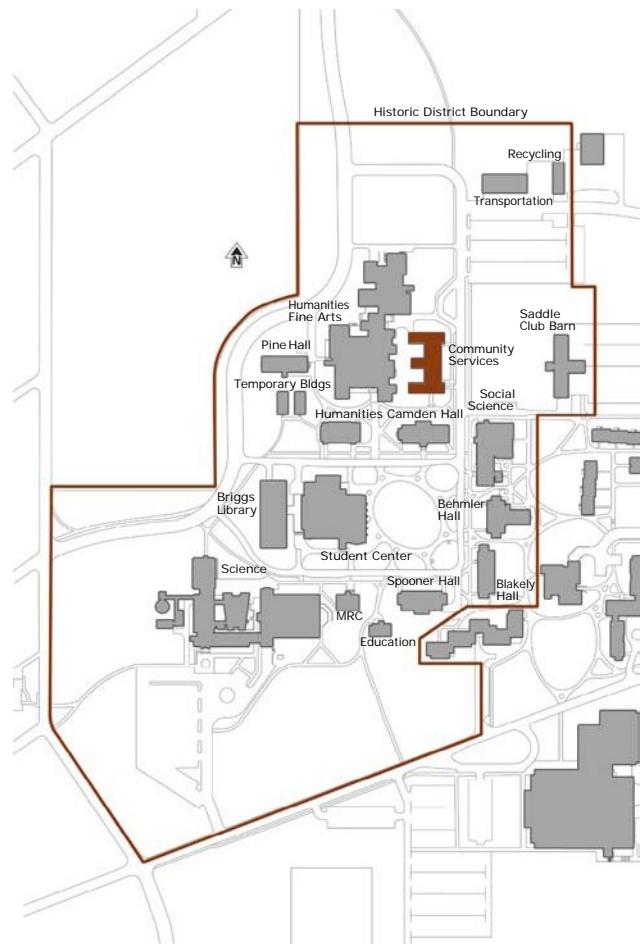 Historic District Boundary
Recycling
Transportation
N
Humanities
Fine Arts
Saddle
Club Barn
Pine Hall
Community
Services
Temporary Bldgs
Social
Science
Humanities
Camden Hall
Briggs
Library
Behmler
Hall
Student Center
Science
Spooner Hall
Blakely
Hall
MRC
Education